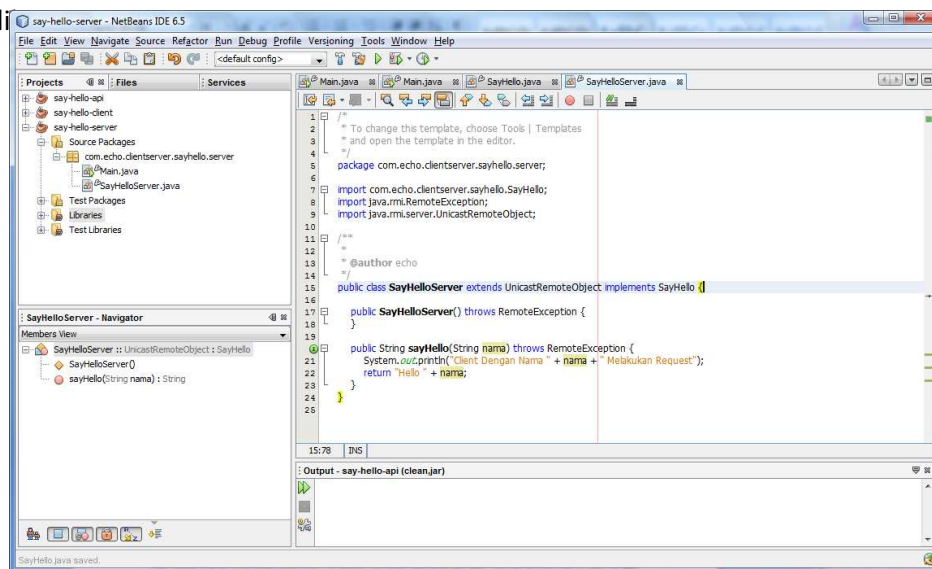 li
say-hello-server - NetBeans IDE 6.5
File Edit View Navigate Source Refactor Run Debug Profile Versioning Tools Window Help
<default config>
Projects Files Services
say-hello-api
say-hello-client
say-hello-server
Source Packages
com.echo.clientserver.sayhello.server
Main.java
SayHelloServer.java
Test Packages
Libraries
Test Libraries
SayHelloServer - Navigator
Members View
SayHelloServer :: UnicastRemoteObject : SayHello
SayHelloServer()
sayHello(String nama) : String
Main.java Main.java SayHello.java SayHelloServer.java
1 /*
2 * To change this template, choose Tools | Templates
3 * and open the template in the editor.
4 */
5 package com.echo.clientserver.sayhello.server;
6
7 import com.echo.clientserver.sayhello.SayHello;
8 import java.rmi.RemoteException;
9 import java.rmi.server.UnicastRemoteObject;
10
11 /**
12 *
13 * @author echo
14 */
15 public class SayHelloServer extends UnicastRemoteObject implements SayHello {
16
17 public SayHelloServer() throws RemoteException {
18 }
19
public String sayHello(String nama) throws RemoteException {
21 System.out.println("Client Dengan Nama " + nama + " Melakukan Request");
22 return "Hello " + nama;
23 }
24 }
25
15:78 INS
Output - say-hello-api (clean,jar)
SayHello.java saved.